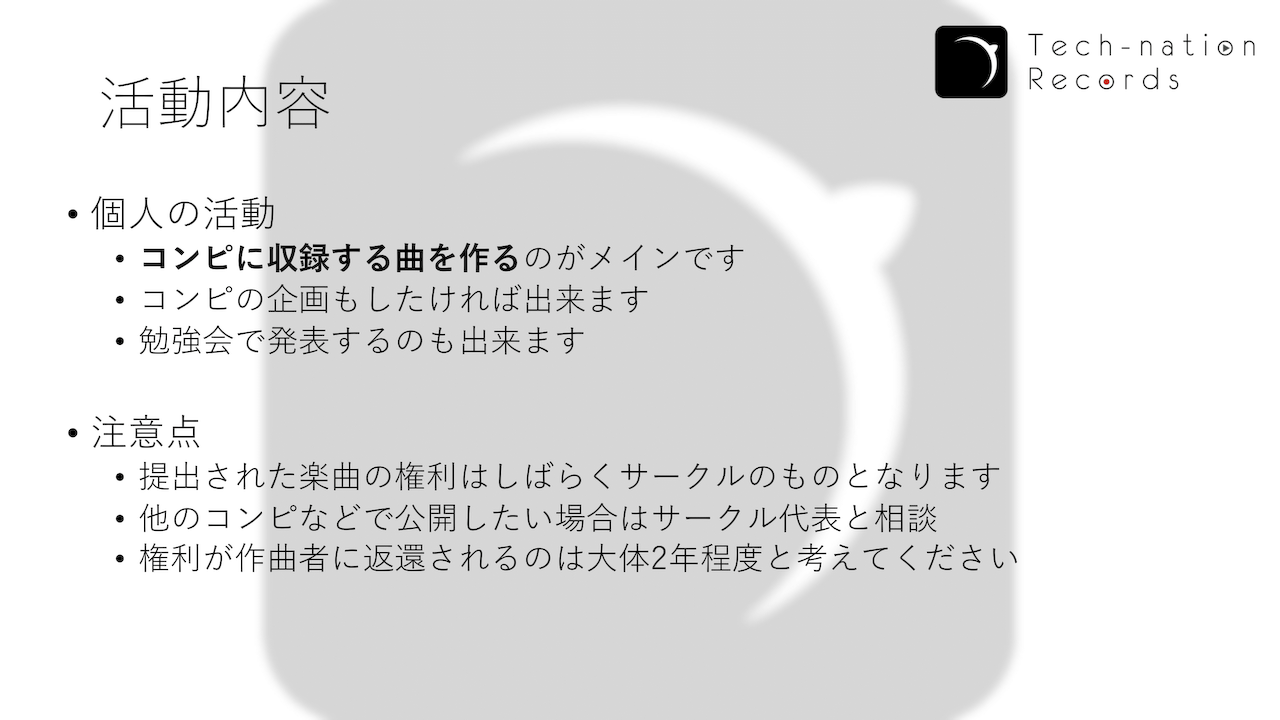 Tech-nation
Records
活動内容
• 個人の活動
• コンピに収録する曲を作るのがメインです
• コンピの企画もしたければ出来ます
• 勉強会で発表するのも出来ます
• 注意点
• 提出された楽曲の権利はしばらくサークルのものとなります
• 他のコンピなどで公開したい場合はサークル代表と相談
• 権利が作曲者に返還されるのは大体2年程度と考えてください